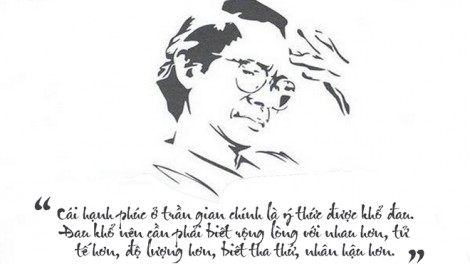 “ Cái hạnh phúc ở trần gian chính là ý thức được khổ đau.
Đau khổ nên cần phải biết rộng lòng với nhau hơn, tử
tế hơn, độ lượng hơn, biết tha thứ, nhân hậu hơn. ”